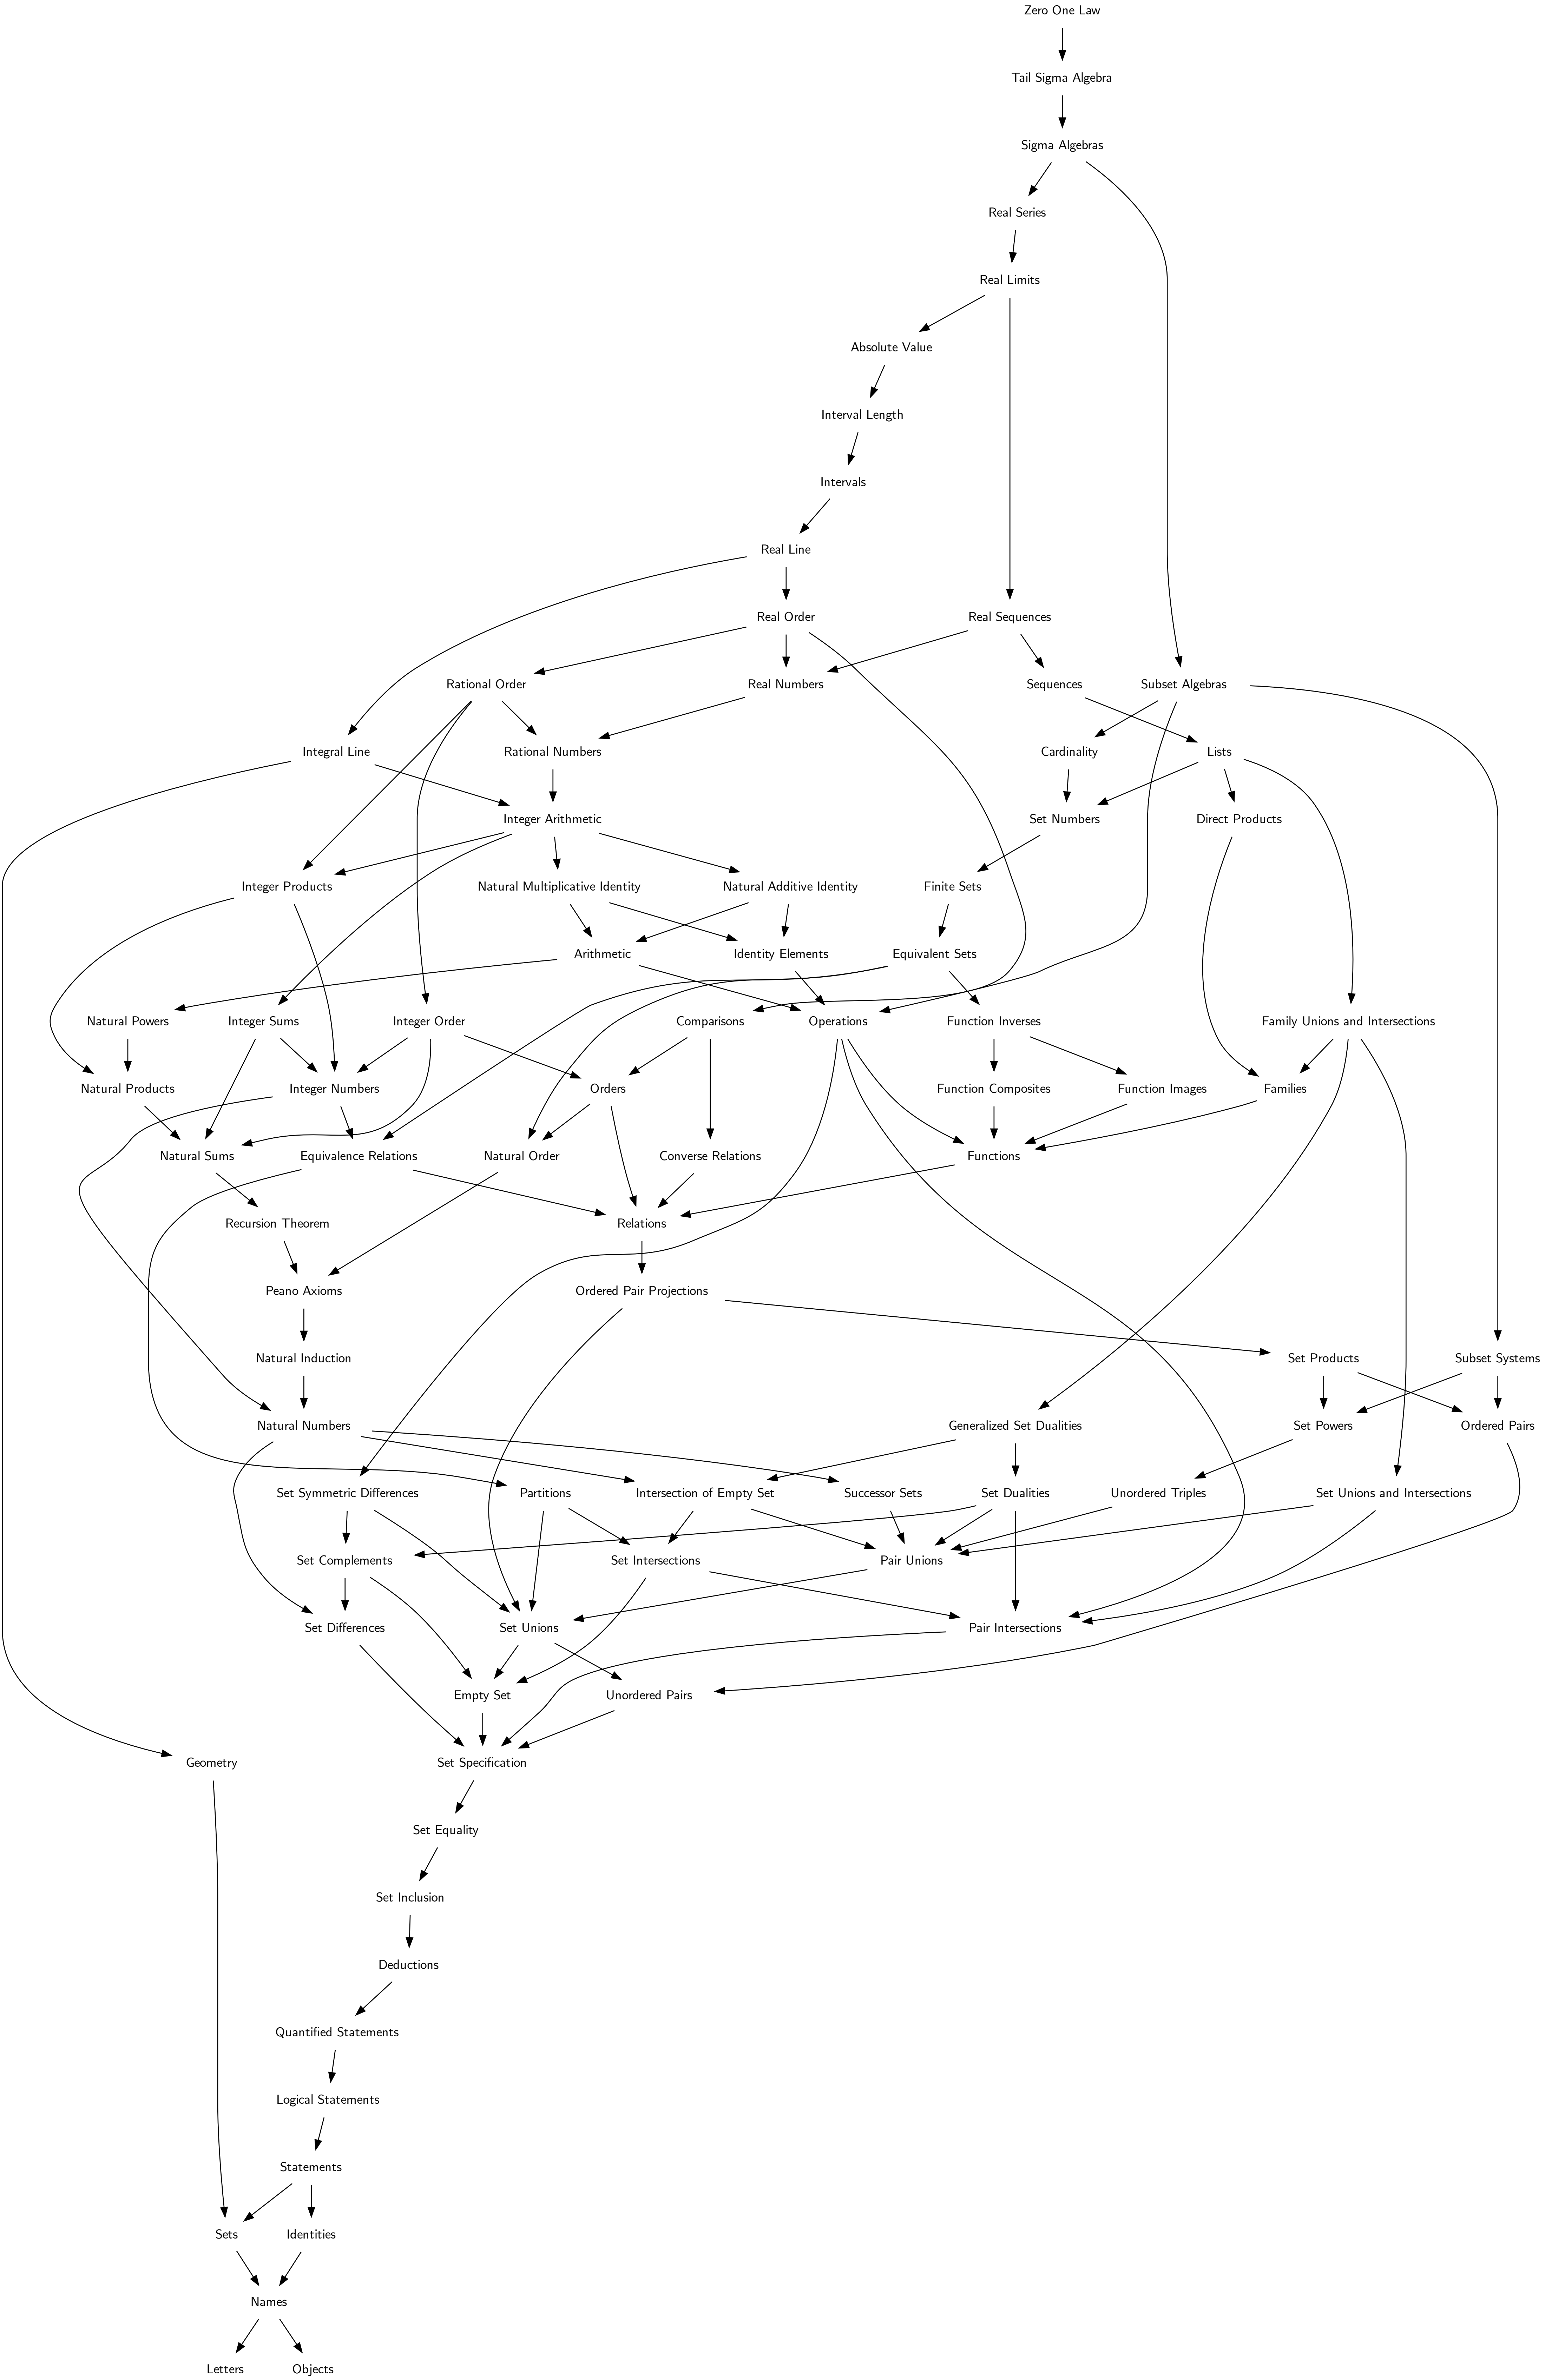 Zero One Law
Tail Sigma Algebra
Sigma Algebras
Real Series
Real Limits
Absolute Value
Interval Length
Intervals
Real Line
Real Order
Real Sequences
Rational Order
Real Numbers
Sequences
Subset Algebras
Integral Line
Rational Numbers
Cardinality
Lists
Integer Arithmetic
Set Numbers
Direct Products
Integer Products
Natural Multiplicative Identity
Natural Additive Identity
Finite Sets
Arithmetic
Identity Elements
Equivalent Sets
Natural Powers
Integer Sums
Integer Order
Comparisons
Operations
Function Inverses
Family Unions and Intersections
Natural Products
Integer Numbers
Orders
Function Composites
Function Images
Families
Natural Sums
Equivalence Relations
Natural Order
Converse Relations
Functions
Recursion Theorem
Relations
Peano Axioms
Ordered Pair Projections
Natural Induction
Set Products
Subset Systems
Natural Numbers
Generalized Set Dualities
Set Powers
Ordered Pairs
Set Symmetric Differences
Partitions
Intersection of Empty Set
Successor Sets
Set Dualities
Unordered Triples
Set Unions and Intersections
Set Complements
Set Intersections
Pair Unions
Set Differences
Set Unions
Pair Intersections
Empty Set
Unordered Pairs
Geometry
Set Specification
Set Equality
Set Inclusion
Deductions
Quantified Statements
Logical Statements
Statements
Sets
Identities
Names
Letters
Objects